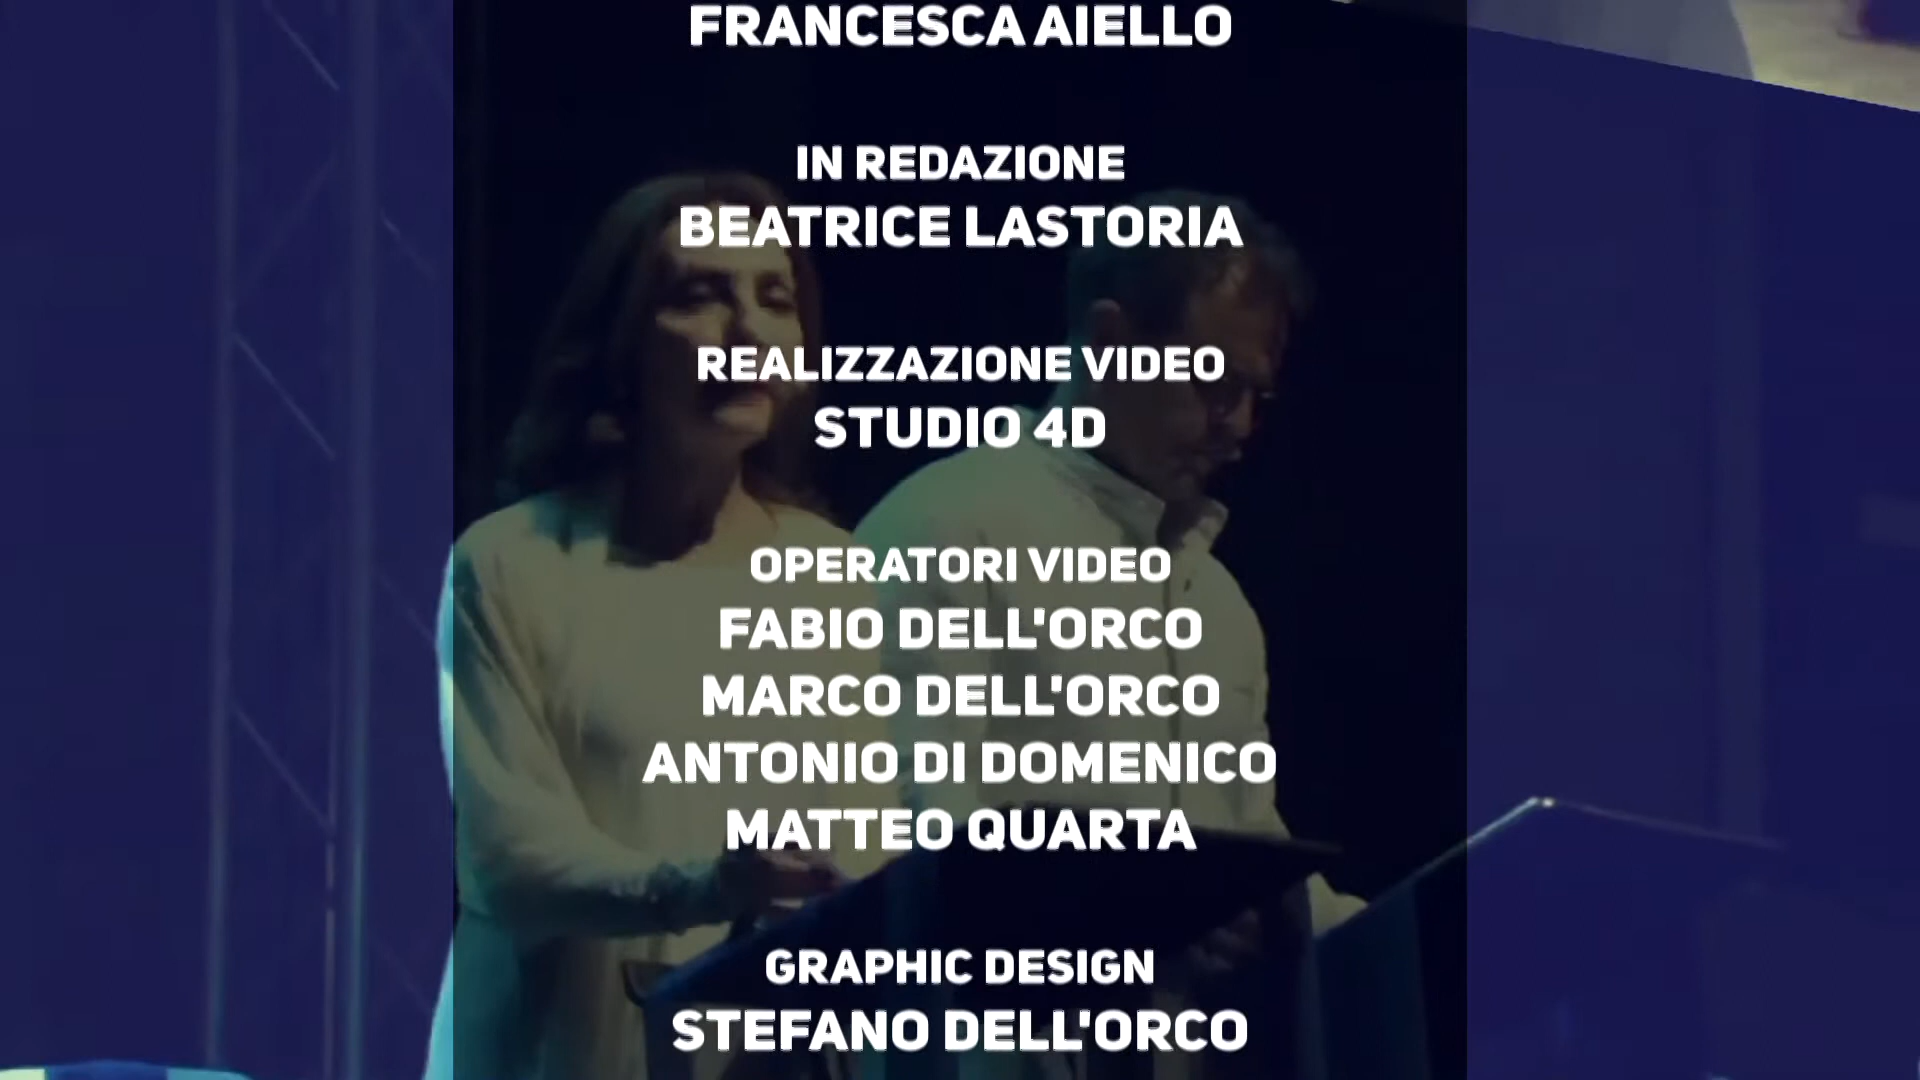 FRANCESCA AIELLO
IN REDAZIONE
BEATRICE LASTORIA
REALIZZAZIONE VIDEO
STUDIO 4D
OPERATORI VIDEO
FABIO DELL'ORCO
MARCO DELL'ORCO
ANTONIO DI DOMENICO
MATTEO QUARTA
GRAPHIC DESIGN
STEFANO DELL'ORCO